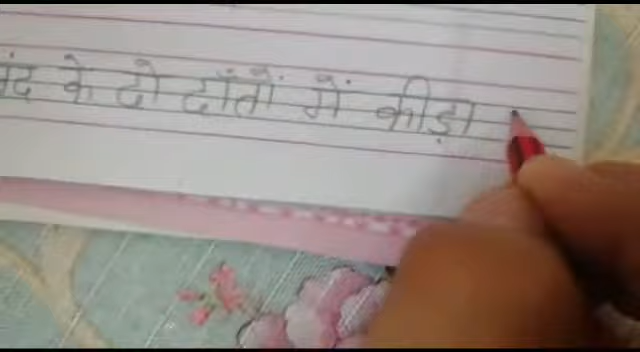 के दो दाँतों में कीड़ा